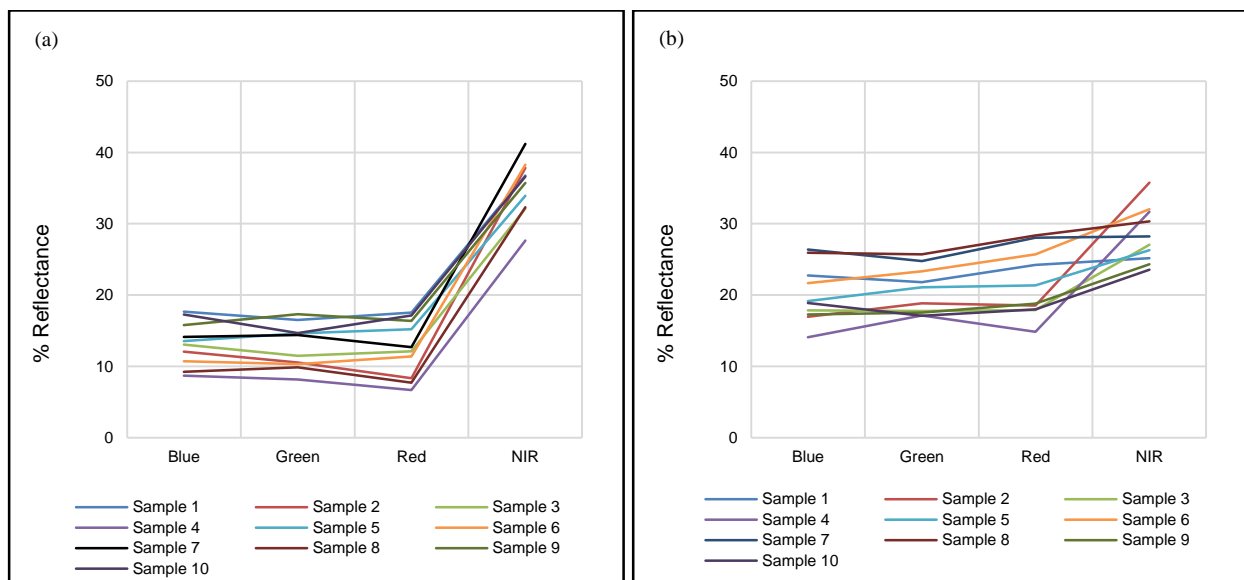 (a)
50
40
30
20
10
0
% Reflectance
Blue Green Red NIR
Sample 1 Sample 2 Sample 3
Sample 4 Sample 5 Sample 6
Sample 7 Sample 8 Sample 9
Sample 10
(b)
50
40
30
20
10
0
% Reflectance
Blue Green Red NIR
Sample 1 Sample 2 Sample 3
Sample 4 Sample 5 Sample 6
Sample 7 Sample 8 Sample 9
Sample 10